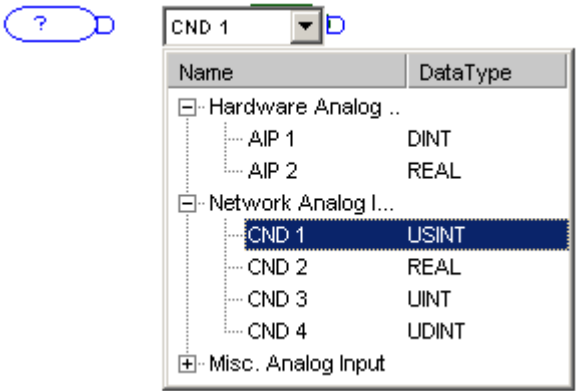 ? CND 1
Name DataType
Hardware Analog ..
AIP 1 DINT
AIP 2 REAL
Network Analog I...
CND 1 USINT
CND 2 REAL
CND 3 UINT
CND 4 UDINT
Misc. Analog Input